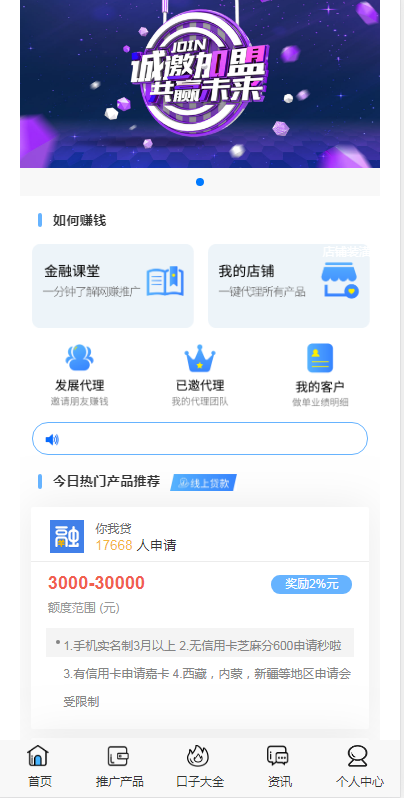 JOIN
诚邀加盟
共赢未来
如何赚钱
店铺装修
金融课堂
一分钟了解网赚推广
我的店铺
一键代理所有产品
发展代理
邀请朋友赚钱
已邀代理
我的代理团队
我的客户
做单业绩明细
今日热门产品推荐 线上贷款
融 你我贷
17668 人申请
3000-30000 奖励2%元
额度范围 (元)
1.手机实名制3月以上 2.无信用卡芝麻分600申请秒啦
3.有信用卡申请嘉卡 4.西藏，内蒙，新疆等地区申请会
受限制
首页 推广产品 口子大全 资讯 个人中心